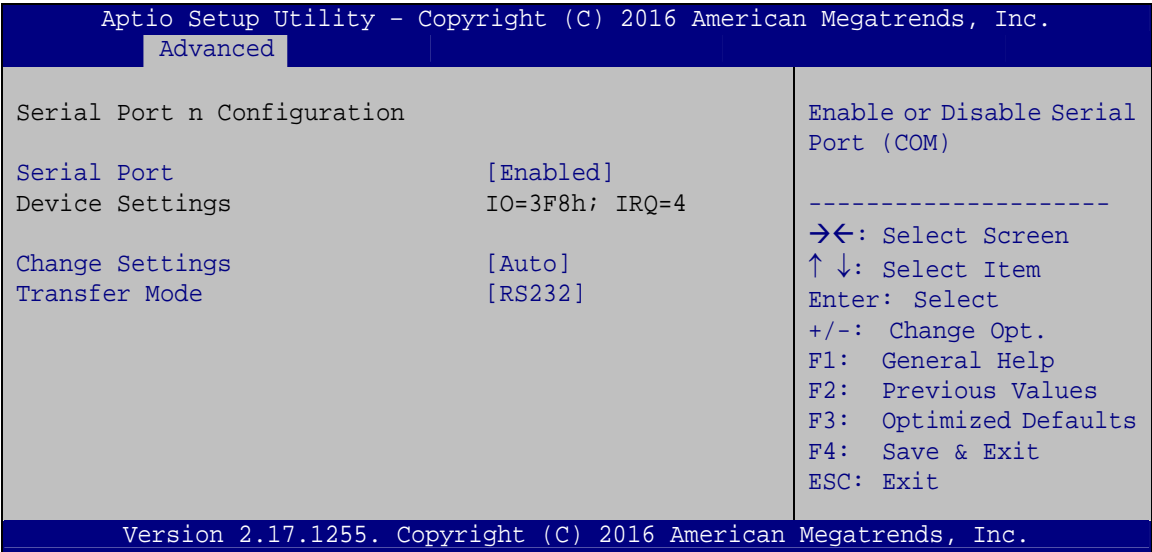 Aptio Setup Utility – Copyright (C) 2016 American Megatrends, Inc.
Advanced
Serial Port n Configuration
Serial Port [Enabled]
Device Settings IO=3F8h; IRQ=4
Change Settings [Auto]
Transfer Mode [RS232]
Enable or Disable Serial
Port (COM)
---------------------
→←: Select Screen
↑ ↓: Select Item
Enter: Select
+/-: Change Opt.
F1: General Help
F2: Previous Values
F3: Optimized Defaults
F4: Save & Exit
ESC: Exit
Version 2.17.1255. Copyright (C) 2016 American Megatrends, Inc.